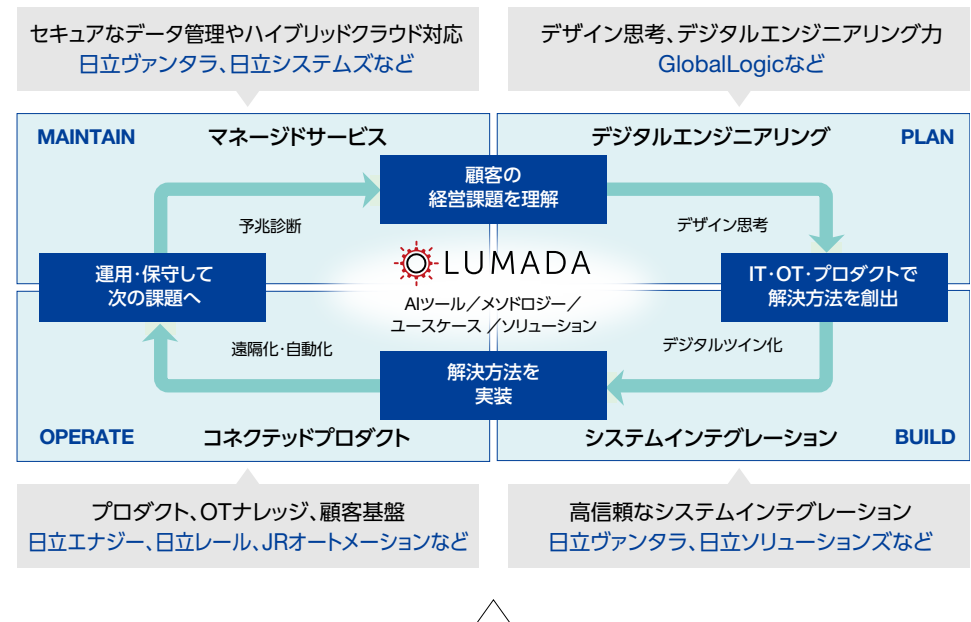 セキュアなデータ管理やハイブリッドクラウド対応
日立ヴァンタラ、日立システムズなど
デザイン思考、デジタルエンジニアリング力
GlobalLogicなど
MAINTAIN
マネージドサービス
デジタルエンジニアリング
PLAN
顧客の
経営課題を理解
予兆診断
デザイン思考
運用・保守して
次の課題へ
LUMADA
AIツール／メソドロジー／
ユースケース／ソリューション
IT・OT・プロダクトで
解決方法を創出
遠隔化・自動化
デジタルツイン化
解決方法を
実装
OPERATE
コネクテッドプロダクト
システムインテグレーション
BUILD
プロダクト、OTナレッジ、顧客基盤
日立エナジー、日立レール、JRオートメーションなど
高信頼なシステムインテグレーション
日立ヴァンタラ、日立ソリューションズなど